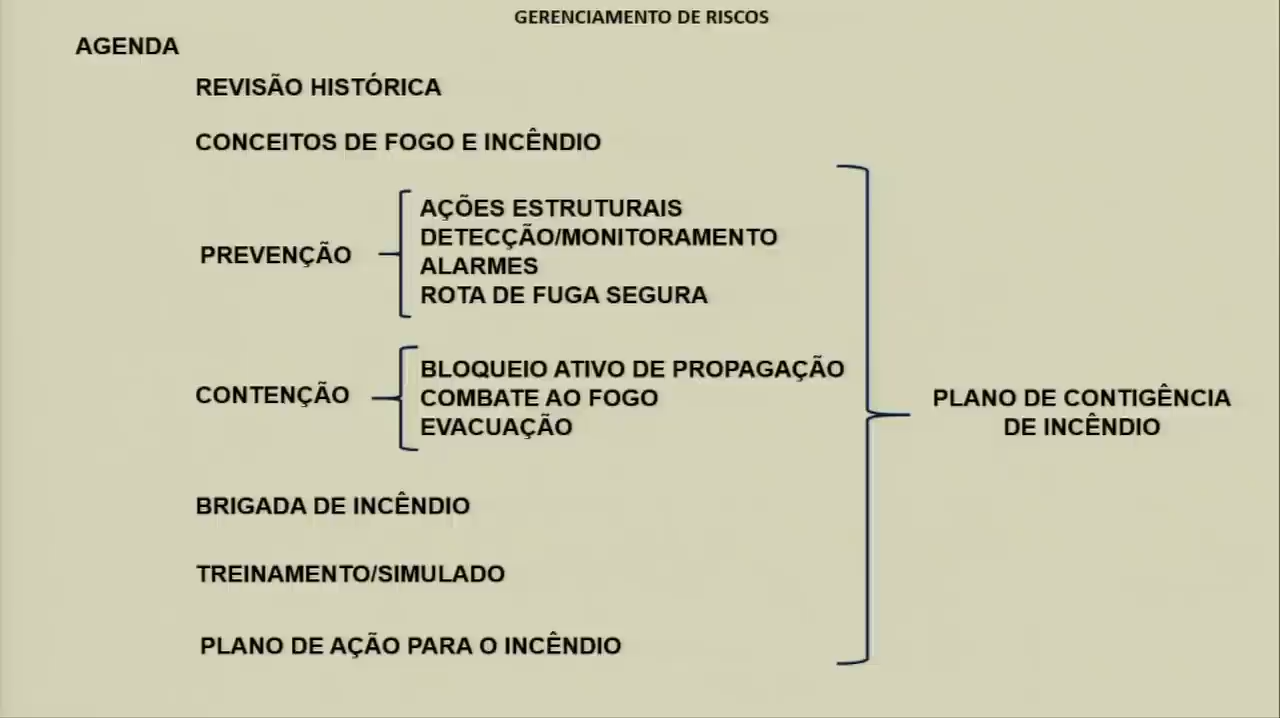 GERENCIAMENTO DE RISCOS
AGENDA
REVISÃO HISTÓRICA
CONCEITOS DE FOGO E INCÊNDIO
PREVENÇÃO
AÇÕES ESTRUTURAIS
DETECÇÃO/MONITORAMENTO
ALARMES
ROTA DE FUGA SEGURA
CONTENÇÃO
BLOQUEIO ATIVO DE PROPAGAÇÃO
COMBATE AO FOGO
EVACUAÇÃO
BRIGADA DE INCÊNDIO
TREINAMENTO/SIMULADO
PLANO DE AÇÃO PARA O INCÊNDIO
PLANO DE CONTIGÊNCIA
DE INCÊNDIO